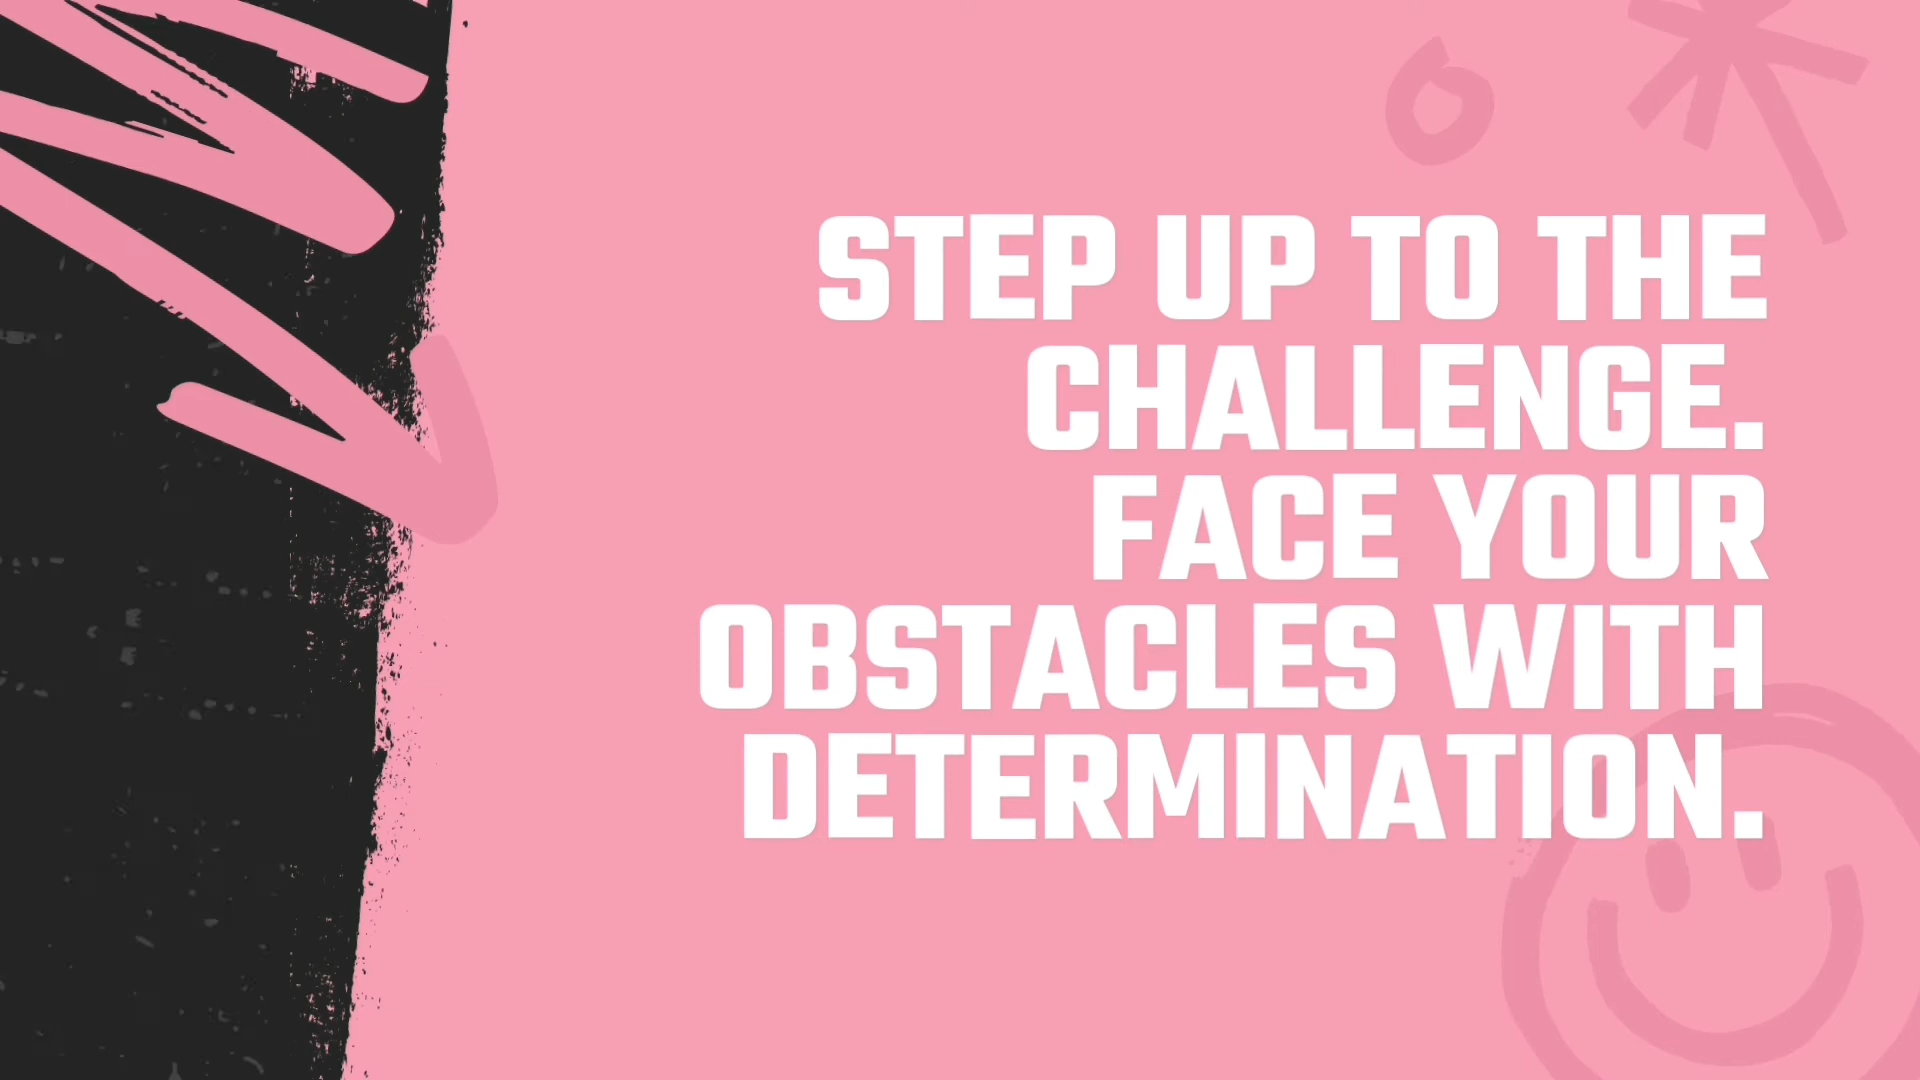 STEP UP TO THE
CHALLENGE.
FACE YOUR
OBSTACLES WITH
DETERMINATION.